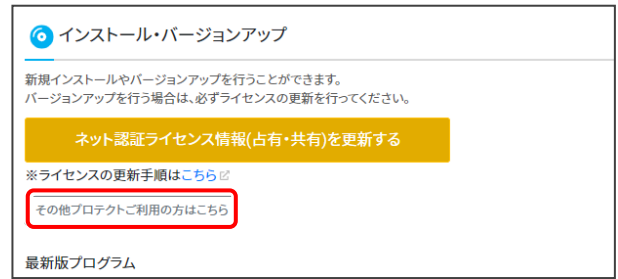 インストール・バージョンアップ
新規インストールやバージョンアップを行うことができます。
バージョンアップを行う場合は、必ずライセンスの更新を行ってください。
ネット認証ライセンス情報(占有・共有)を更新する
※ライセンスの更新手順はこちら
その他プロテクトご利用の方はこちら
最新版プログラム